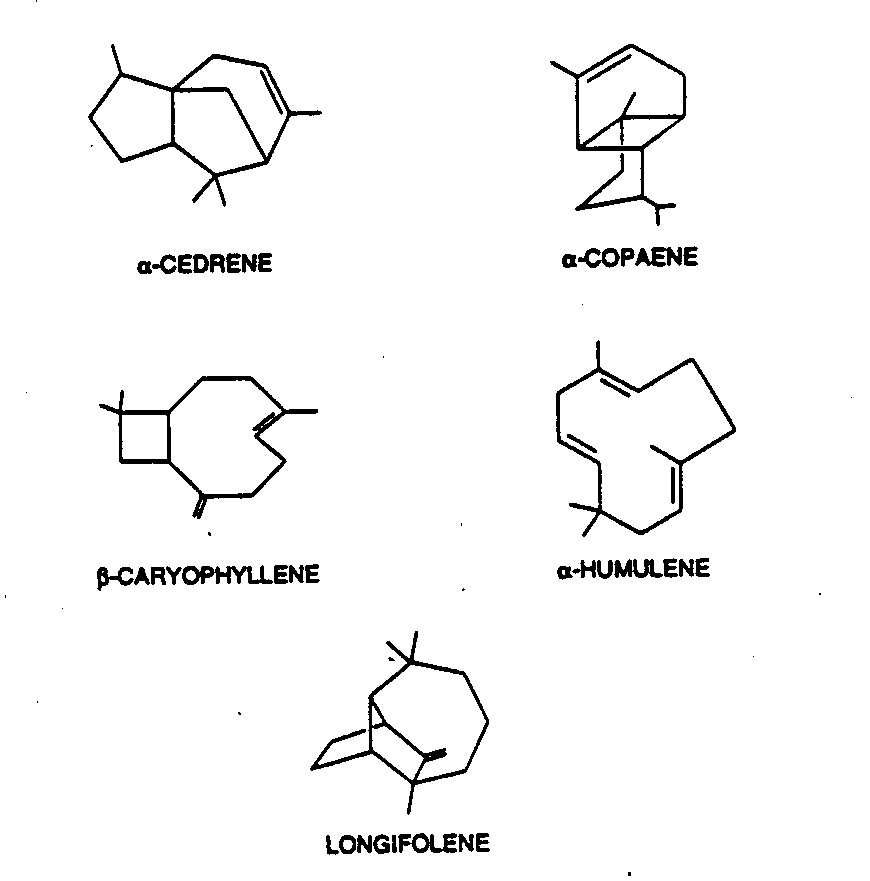 α-CEDRENE
α-COPAENE
β-CARYOPHYLLENE
α-HUMULENE
LONGIFOLENE